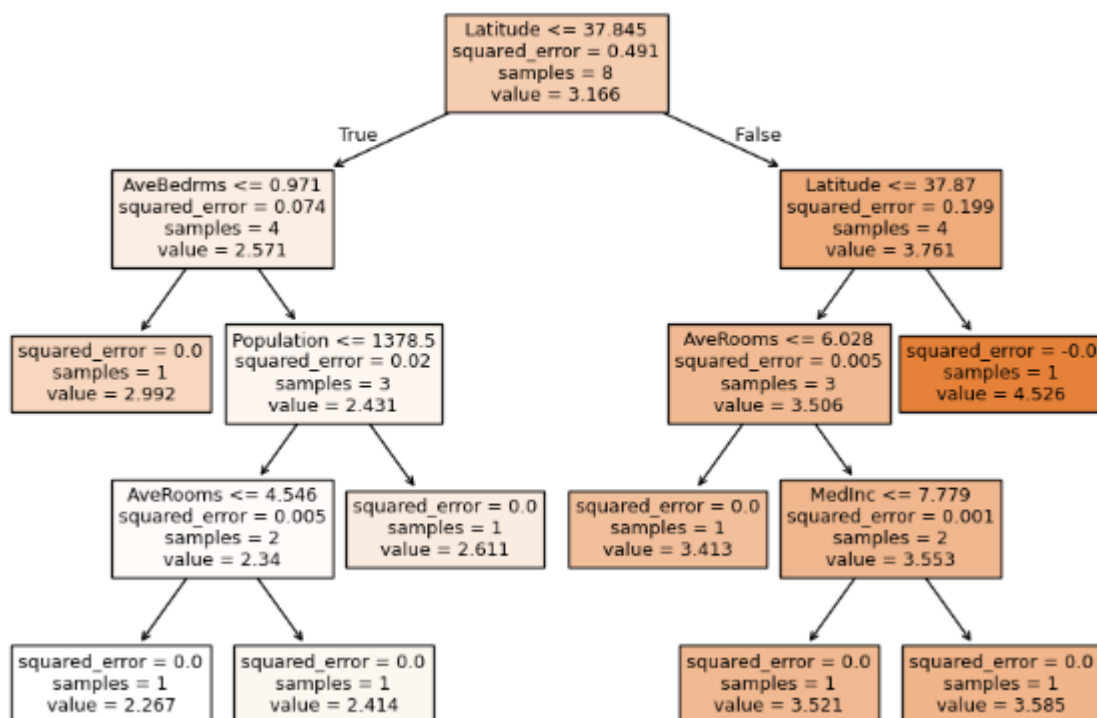 Latitude <= 37.845
squared_error = 0.491
samples = 8
value = 3.166
True
False
AveBedrms <= 0.971
squared_error = 0.074
samples = 4
value = 2.571
Latitude <= 37.87
squared_error = 0.199
samples = 4
value = 3.761
squared_error = 0.0
samples = 1
value = 2.992
Population <= 1378.5
squared_error = 0.02
samples = 3
value = 2.431
AveRooms <= 6.028
squared_error = 0.005
samples = 3
value = 3.506
squared_error = -0.0
samples = 1
value = 4.526
AveRooms <= 4.546
squared_error = 0.005
samples = 2
value = 2.34
squared_error = 0.0
samples = 1
value = 2.611
squared_error = 0.0
samples = 1
value = 3.413
MedInc <= 7.779
squared_error = 0.001
samples = 2
value = 3.553
squared_error = 0.0
samples = 1
value = 2.267
squared_error = 0.0
samples = 1
value = 2.414
squared_error = 0.0
samples = 1
value = 3.521
squared_error = 0.0
samples = 1
value = 3.585